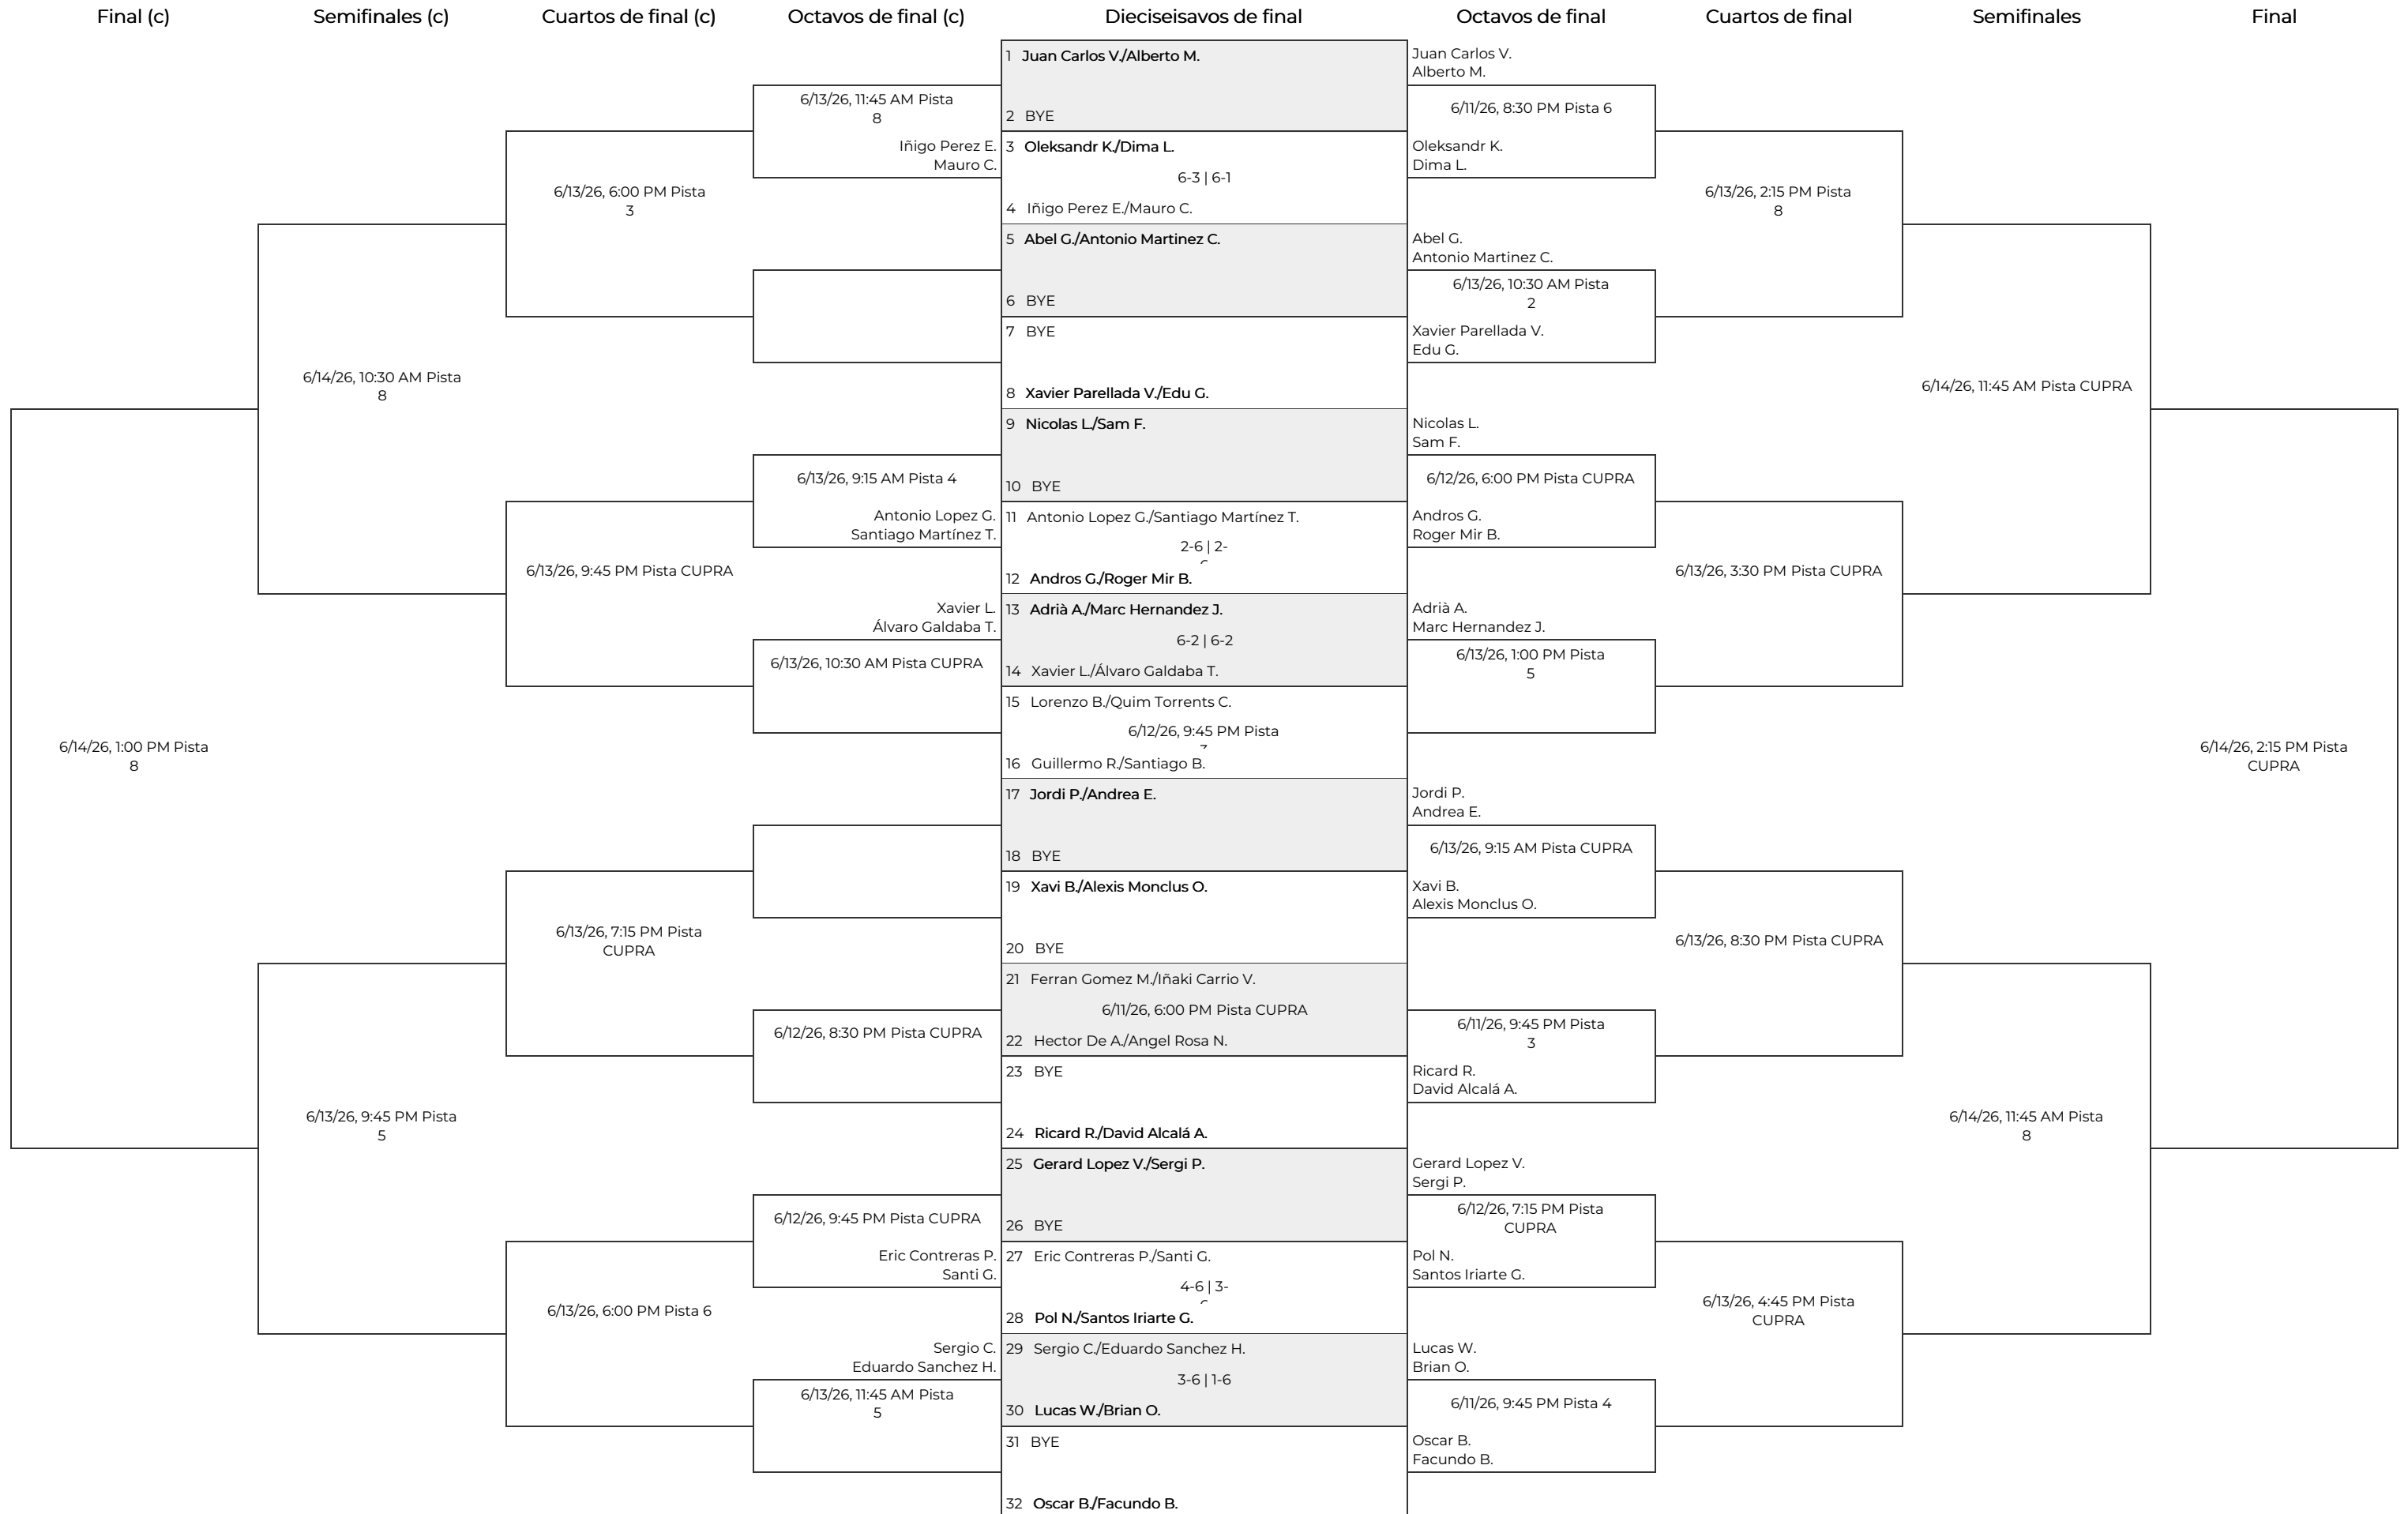 Final (c)
Semifinales (c)
Cuartos de final (c)
Octavos de final (c)
Dieciseisavos de final
Octavos de final
Cuartos de final
Semifinales
Final
6/14/26, 1:00 PM Pista
8
6/14/26, 10:30 AM Pista
8
6/13/26, 9:45 PM Pista
5
6/13/26, 6:00 PM Pista
3
6/13/26, 9:45 PM Pista CUPRA
6/13/26, 7:15 PM Pista
CUPRA
6/13/26, 6:00 PM Pista 6
6/13/26, 11:45 AM Pista
8
Iñigo Perez E.
Mauro C.
6/13/26, 9:15 AM Pista 4
Antonio Lopez G.
Santiago Martínez T.
Xavier L.
Álvaro Galdaba T.
6/13/26, 10:30 AM Pista CUPRA
6/12/26, 8:30 PM Pista CUPRA
6/12/26, 9:45 PM Pista CUPRA
Eric Contreras P.
Santi G.
Sergio C.
Eduardo Sanchez H.
6/13/26, 11:45 AM Pista
5
1 Juan Carlos V./Alberto M.
2 BYE
3 Oleksandr K./Dima L.
6-3 | 6-1
4 Iñigo Perez E./Mauro C.
5 Abel G./Antonio Martinez C.
6 BYE
7 BYE
8 Xavier Parellada V./Edu G.
9 Nicolas L./Sam F.
10 BYE
11 Antonio Lopez G./Santiago Martínez T.
2-6 | 2-
12 Andros G./Roger Mir B.
13 Adrià A./Marc Hernandez J.
6-2 | 6-2
14 Xavier L./Álvaro Galdaba T.
15 Lorenzo B./Quim Torrents C.
6/12/26, 9:45 PM Pista
16 Guillermo R./Santiago B.
17 Jordi P./Andrea E.
18 BYE
19 Xavi B./Alexis Monclus O.
20 BYE
21 Ferran Gomez M./Iñaki Carrio V.
6/11/26, 6:00 PM Pista CUPRA
22 Hector De A./Angel Rosa N.
23 BYE
24 Ricard R./David Alcalá A.
25 Gerard Lopez V./Sergi P.
26 BYE
27 Eric Contreras P./Santi G.
4-6 | 3-
28 Pol N./Santos Iriarte G.
29 Sergio C./Eduardo Sanchez H.
3-6 | 1-6
30 Lucas W./Brian O.
31 BYE
32 Oscar B./Facundo B.
Juan Carlos V.
Alberto M.
6/11/26, 8:30 PM Pista 6
Oleksandr K.
Dima L.
Abel G.
Antonio Martinez C.
6/13/26, 10:30 AM Pista
2
Xavier Parellada V.
Edu G.
Nicolas L.
Sam F.
6/12/26, 6:00 PM Pista CUPRA
Andros G.
Roger Mir B.
Adrià A.
Marc Hernandez J.
6/13/26, 1:00 PM Pista
5
Jordi P.
Andrea E.
6/13/26, 9:15 AM Pista CUPRA
Xavi B.
Alexis Monclus O.
6/11/26, 9:45 PM Pista
3
Ricard R.
David Alcalá A.
Gerard Lopez V.
Sergi P.
6/12/26, 7:15 PM Pista
CUPRA
Pol N.
Santos Iriarte G.
Lucas W.
Brian O.
6/11/26, 9:45 PM Pista 4
Oscar B.
Facundo B.
6/13/26, 2:15 PM Pista
8
6/13/26, 3:30 PM Pista CUPRA
6/13/26, 8:30 PM Pista CUPRA
6/13/26, 4:45 PM Pista
CUPRA
6/14/26, 11:45 AM Pista CUPRA
6/14/26, 11:45 AM Pista
8
6/14/26, 2:15 PM Pista
CUPRA